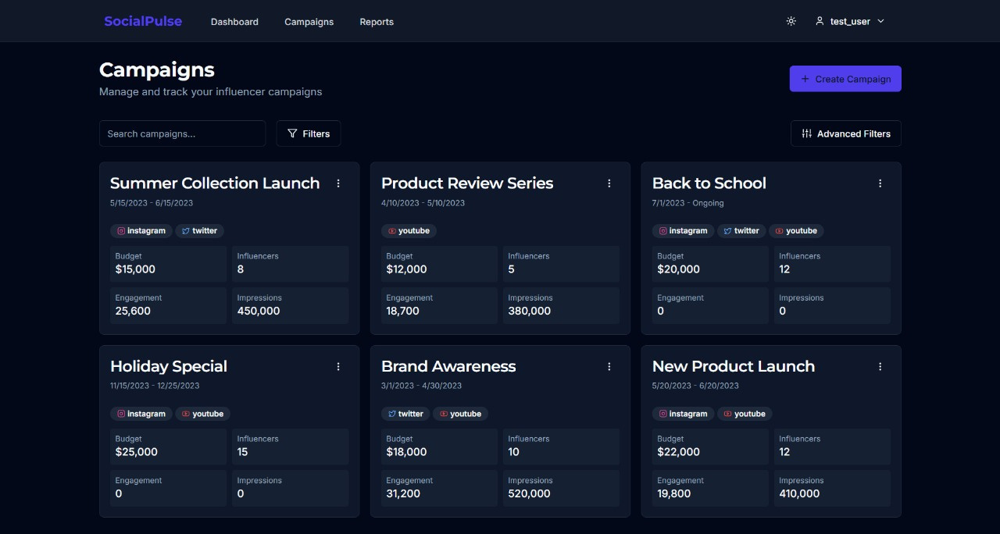 SocialPulse Dashboard Campaigns Reports test_user
Campaigns
Manage and track your influencer campaigns
+ Create Campaign
Search campaigns... Filters Advanced Filters
Summer Collection Launch
5/15/2023 - 6/15/2023
instagram twitter
Budget Influencers
$15,000 8
Engagement Impressions
25,600 450,000
Product Review Series
4/10/2023 - 5/10/2023
youtube
Budget Influencers
$12,000 5
Engagement Impressions
18,700 380,000
Back to School
7/1/2023 - Ongoing
instagram twitter youtube
Budget Influencers
$20,000 12
Engagement Impressions
0 0
Holiday Special
11/15/2023 - 12/25/2023
instagram youtube
Budget Influencers
$25,000 15
Engagement Impressions
0 0
Brand Awareness
3/1/2023 - 4/30/2023
twitter youtube
Budget Influencers
$18,000 10
Engagement Impressions
31,200 520,000
New Product Launch
5/20/2023 - 6/20/2023
instagram youtube
Budget Influencers
$22,000 12
Engagement Impressions
19,800 410,000